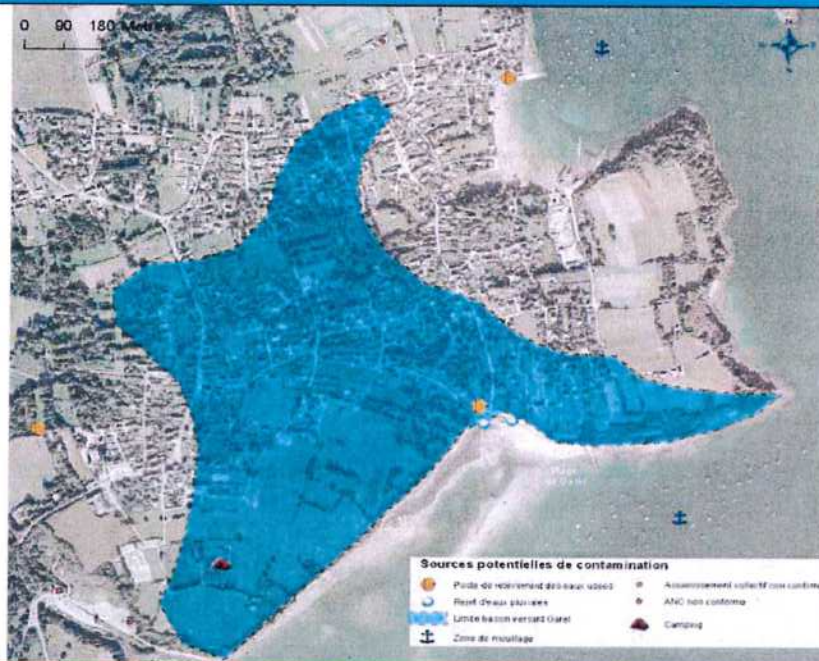 0 90 180 Mètres
Sources potentielles de contamination
Poste de relèvement des eaux usées
Assainissement collectif non conforme
Rejet d'eaux pluviales
ANC non conforme
Limite bassin versant Garel
Camping
Zone de mouillage